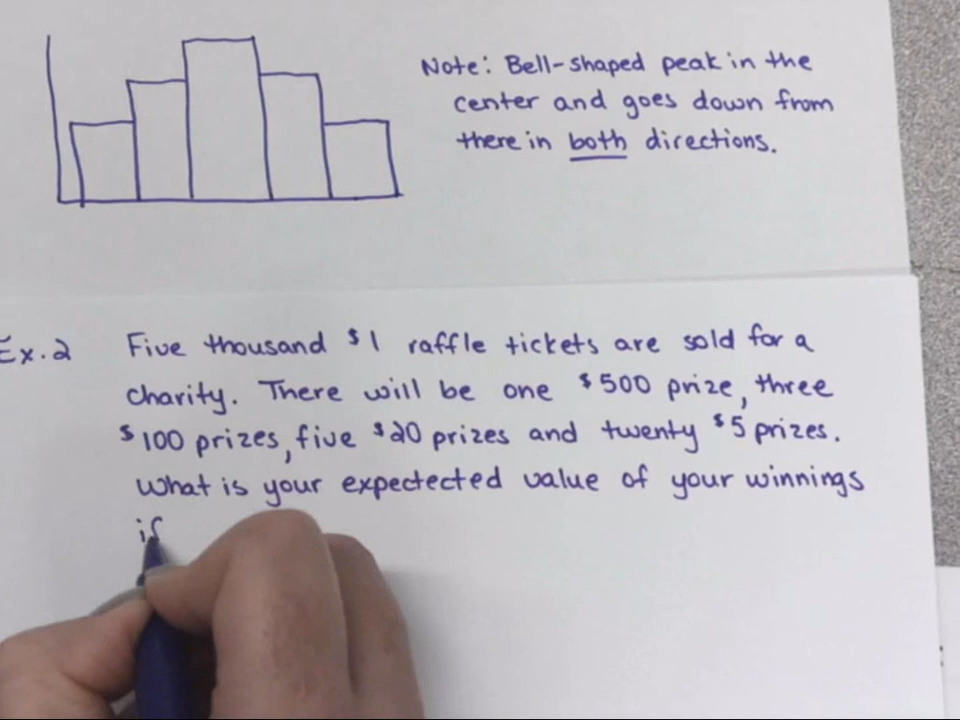 Note: Bell-shaped peak in the
center and goes down from
there in both directions.
Ex.2 Five thousand $1 raffle tickets are sold for a
charity. There will be one $500 prize, three
$100 prizes, five $20 prizes and twenty $5 prizes.
What is your expectected value of your winnings
if